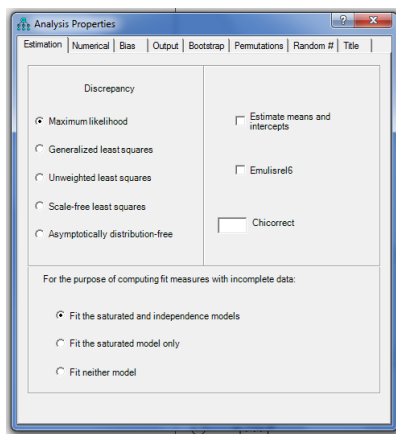 Analysis Properties
Estimation Numerical Bias Output Bootstrap Permutations Random # Title
Discrepancy
Maximum likelihood
Generalized least squares
Unweighted least squares
Scale-free least squares
Asymptotically distribution-free
Estimate means and
intercepts
Emulisrel6
Chicorrect
For the purpose of computing fit measures with incomplete data:
Fit the saturated and independence models
Fit the saturated model only
Fit neither model